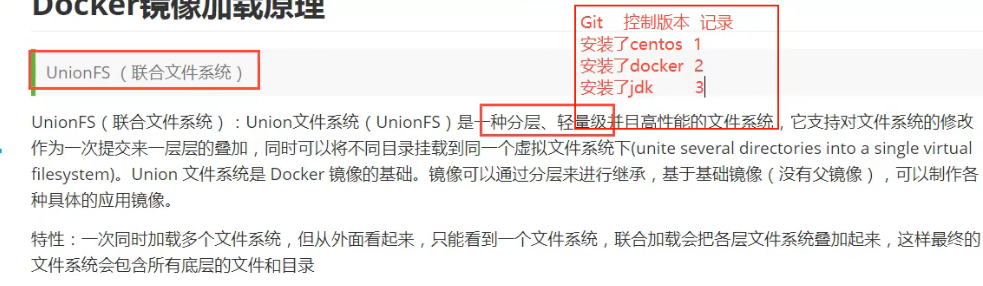 Docker镜像加载原理
Git 控制版本 记录
安装了centos 1
安装了docker 2
安装了jdk 3
UnionFS （联合文件系统）
UnionFS（联合文件系统）：Union文件系统（UnionFS）是一种分层、轻量级并且高性能的文件系统，它支持对文件系统的修改
作为一次提交来一层层的叠加，同时可以将不同目录挂载到同一个虚拟文件系统下(unite several directories into a single virtual
filesystem)。Union 文件系统是 Docker 镜像的基础。镜像可以通过分层来进行继承，基于基础镜像（没有父镜像），可以制作各
种具体的应用镜像。
特性：一次同时加载多个文件系统，但从外面看起来，只能看到一个文件系统，联合加载会把各层文件系统叠加起来，这样最终的
文件系统会包含所有底层的文件和目录